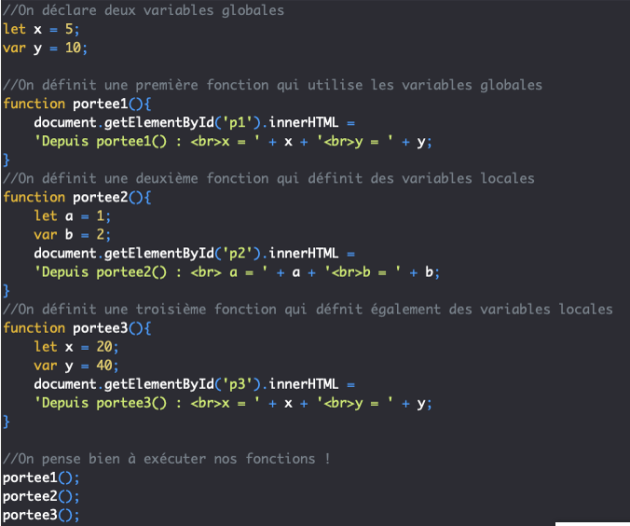 //On déclare deux variables globales
let x = 5;
var y = 10;
//On définit une première fonction qui utilise les variables globales
function portee1(){
document.getElementById('p1').innerHTML =
'Depuis portee1() : <br>x = ' + x + '<br>y = ' + y;
}
//On définit une deuxième fonction qui définit des variables locales
function portee2(){
let a = 1;
var b = 2;
document.getElementById('p2').innerHTML =
'Depuis portee2() : <br> a = ' + a + '<br>b = ' + b;
}
//On définit une troisième fonction qui défnit également des variables locales
function portee3(){
let x = 20;
var y = 40;
document.getElementById('p3').innerHTML =
'Depuis portee3() : <br>x = ' + x + '<br>y = ' + y;
}
//On pense bien à exécuter nos fonctions !
portee1();
portee2();
portee3();